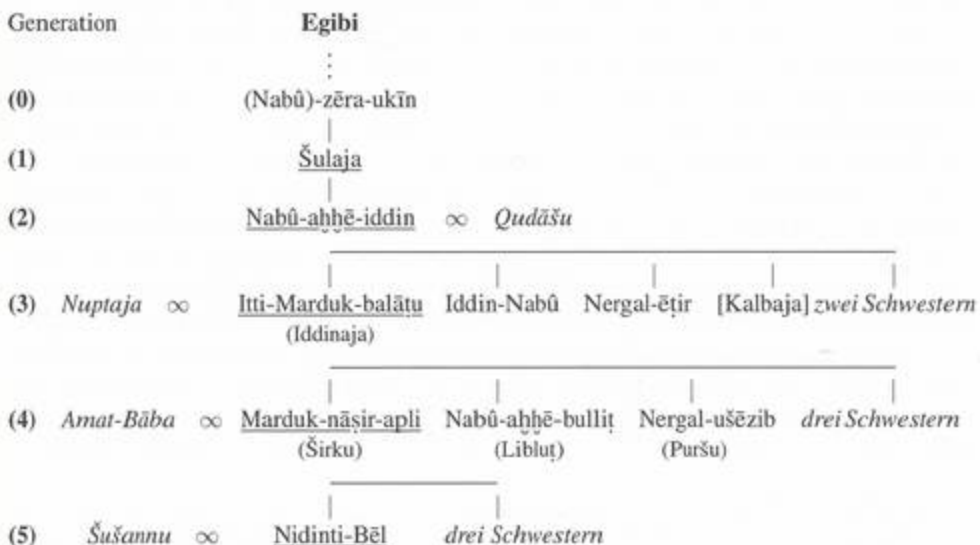 Generation Egibi
(0) (Nabû)-zēra-ukīn
(1) Šulaja
(2) Nabû-aḫḫē-iddin ∞ Qudāšu
(3) Nuptaja ∞ Itti-Marduk-balāṭu Iddin-Nabû Nergal-ēṭir [Kalbaja] zwei Schwestern
(Iddinaja)
(4) Amat-Bāba ∞ Marduk-nāṣir-apli Nabû-aḫḫē-bulliṭ Nergal-ušēzib drei Schwestern
(Širku) (Libluṭ) (Puršu)
(5) Šušannu ∞ Nidinti-Bēl drei Schwestern